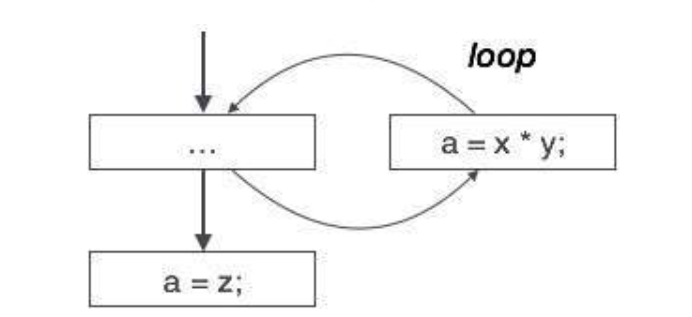 loop
...
a = x * y;
a = z;